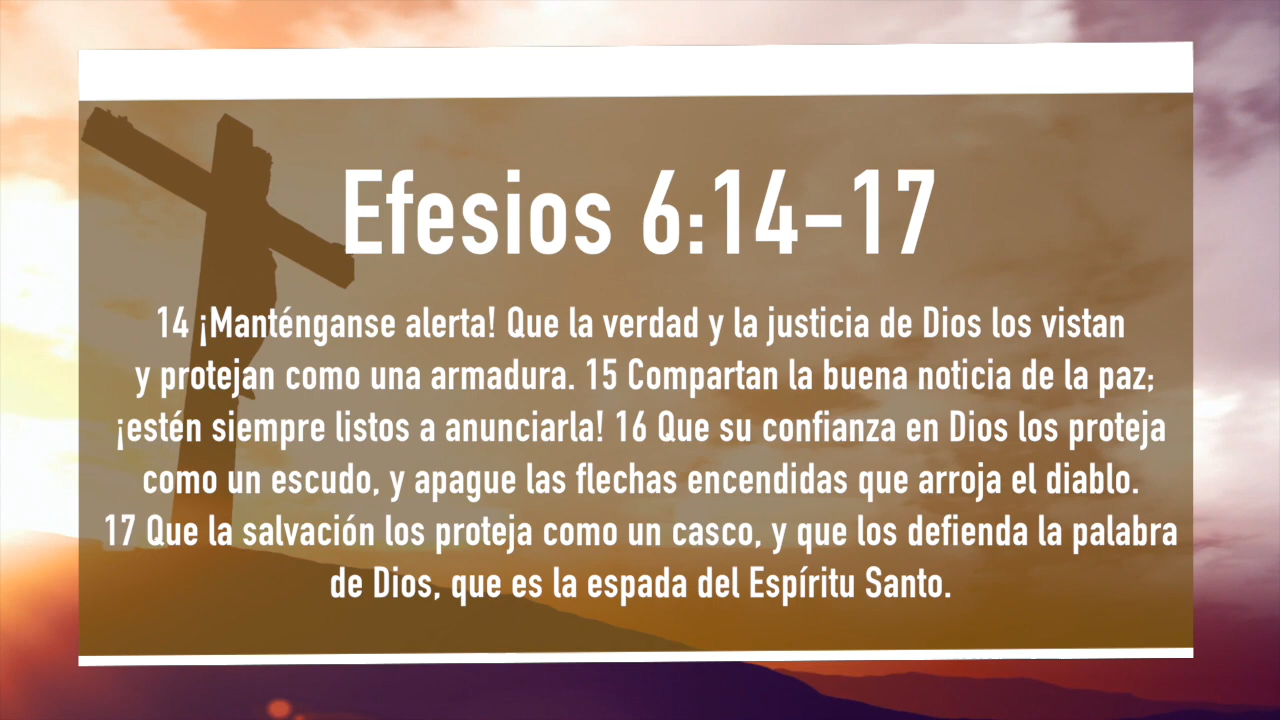 Efesios 6:14-17
14 ¡Manténganse alerta! Que la verdad y la justicia de Dios los vistan
y protejan como una armadura. 15 Compartan la buena noticia de la paz;
¡estén siempre listos a anunciarla! 16 Que su confianza en Dios los proteja
como un escudo, y apague las flechas encendidas que arroja el diablo.
17 Que la salvación los proteja como un casco, y que los defienda la palabra
de Dios, que es la espada del Espíritu Santo.